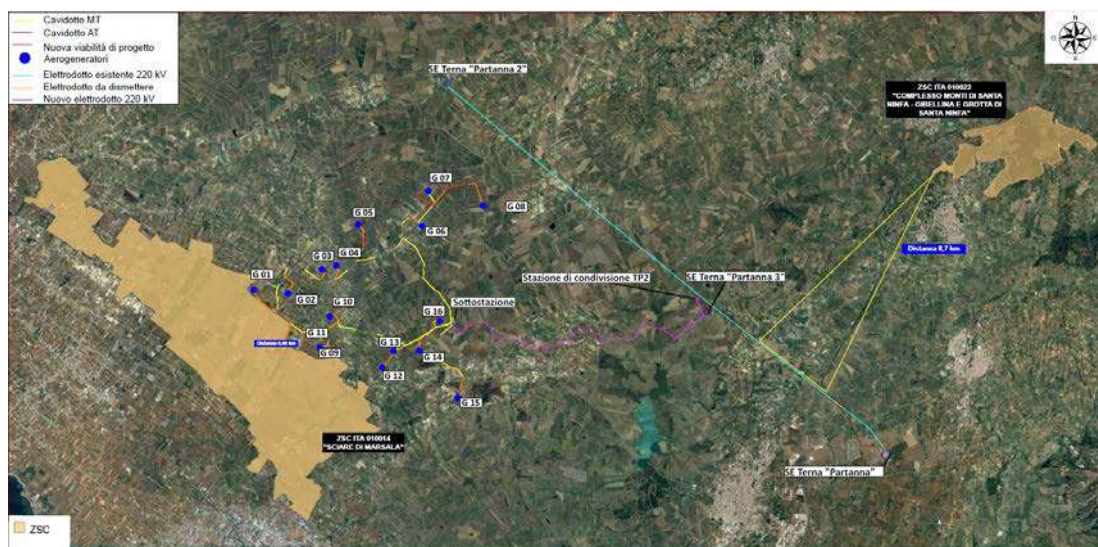 Cavidotto MT
Cavidotto AT
Nuova viabilità di progetto
Aerogeneratori
Elettrodotto esistente 220 kV
Elettrodotto da dismettere
Nuovo elettrodotto 220 kV
N
O
E
S
SE Terna "Partanna 2"
ZSC ITA 010022
"COMPLESSO MONTI DI SANTA
NINFA - GIBELLINA E GROTTA DI
SANTA NINFA"
G 07
G 08
G 05
G 06
Distanza 8,7 km
G 03
G 04
G 01
G 02
Stazione di condivisione TP2
SE Terna "Partanna 3"
G 10
Sottostazione
G 16
G 11
G 09
G 13
G 14
G 12
G 15
ZSC ITA 010014
"SCIARE DI MARSALA"
SE Terna "Partanna"
ZSC